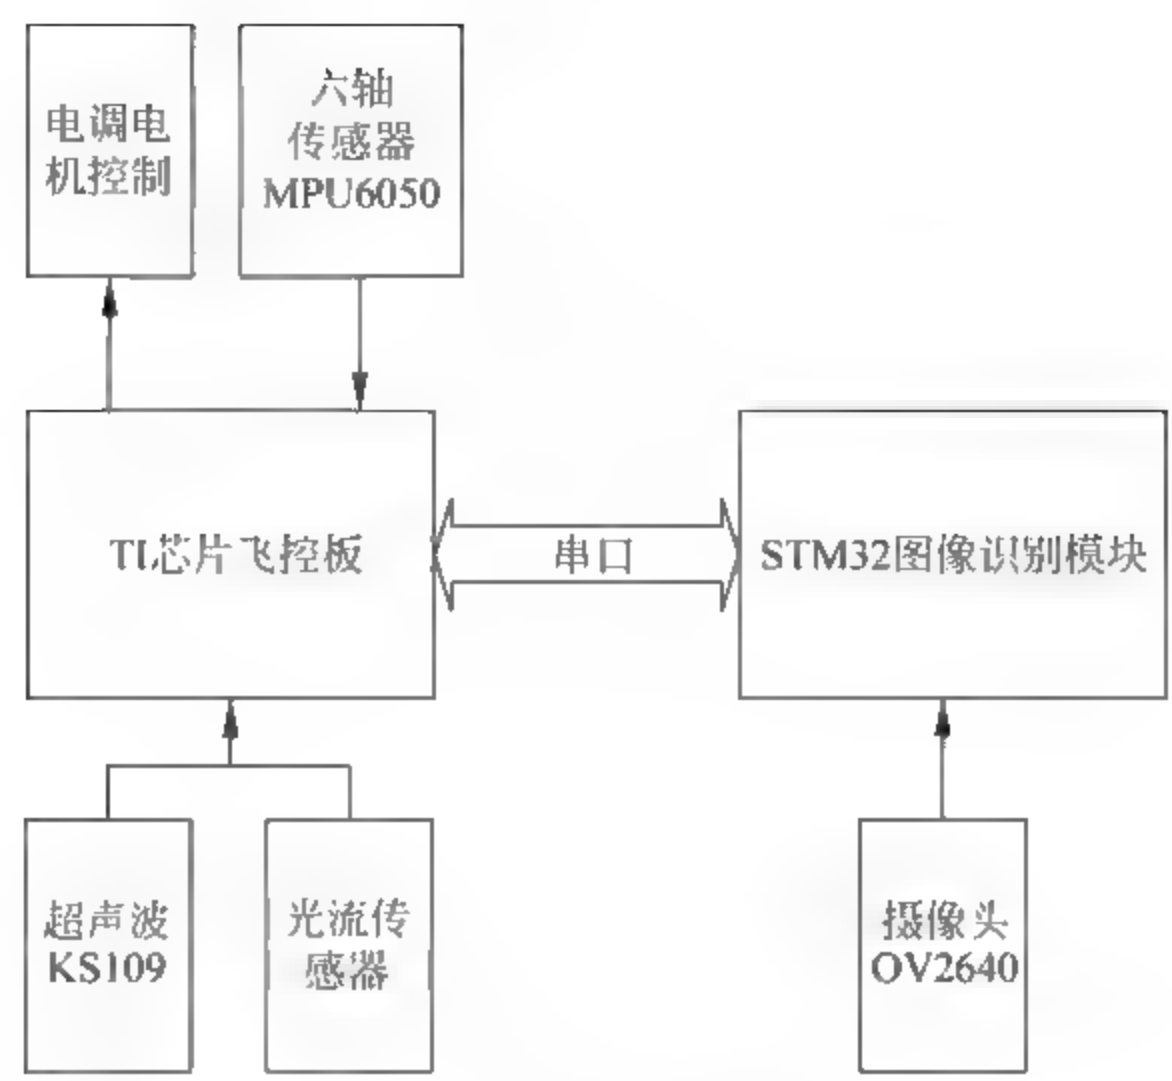 电调电
机控制
六轴
传感器
MPU6050
TI芯片飞控板
串口
STM32图像识别模块
超声波
KS109
光流传
感器
摄像头
OV2640